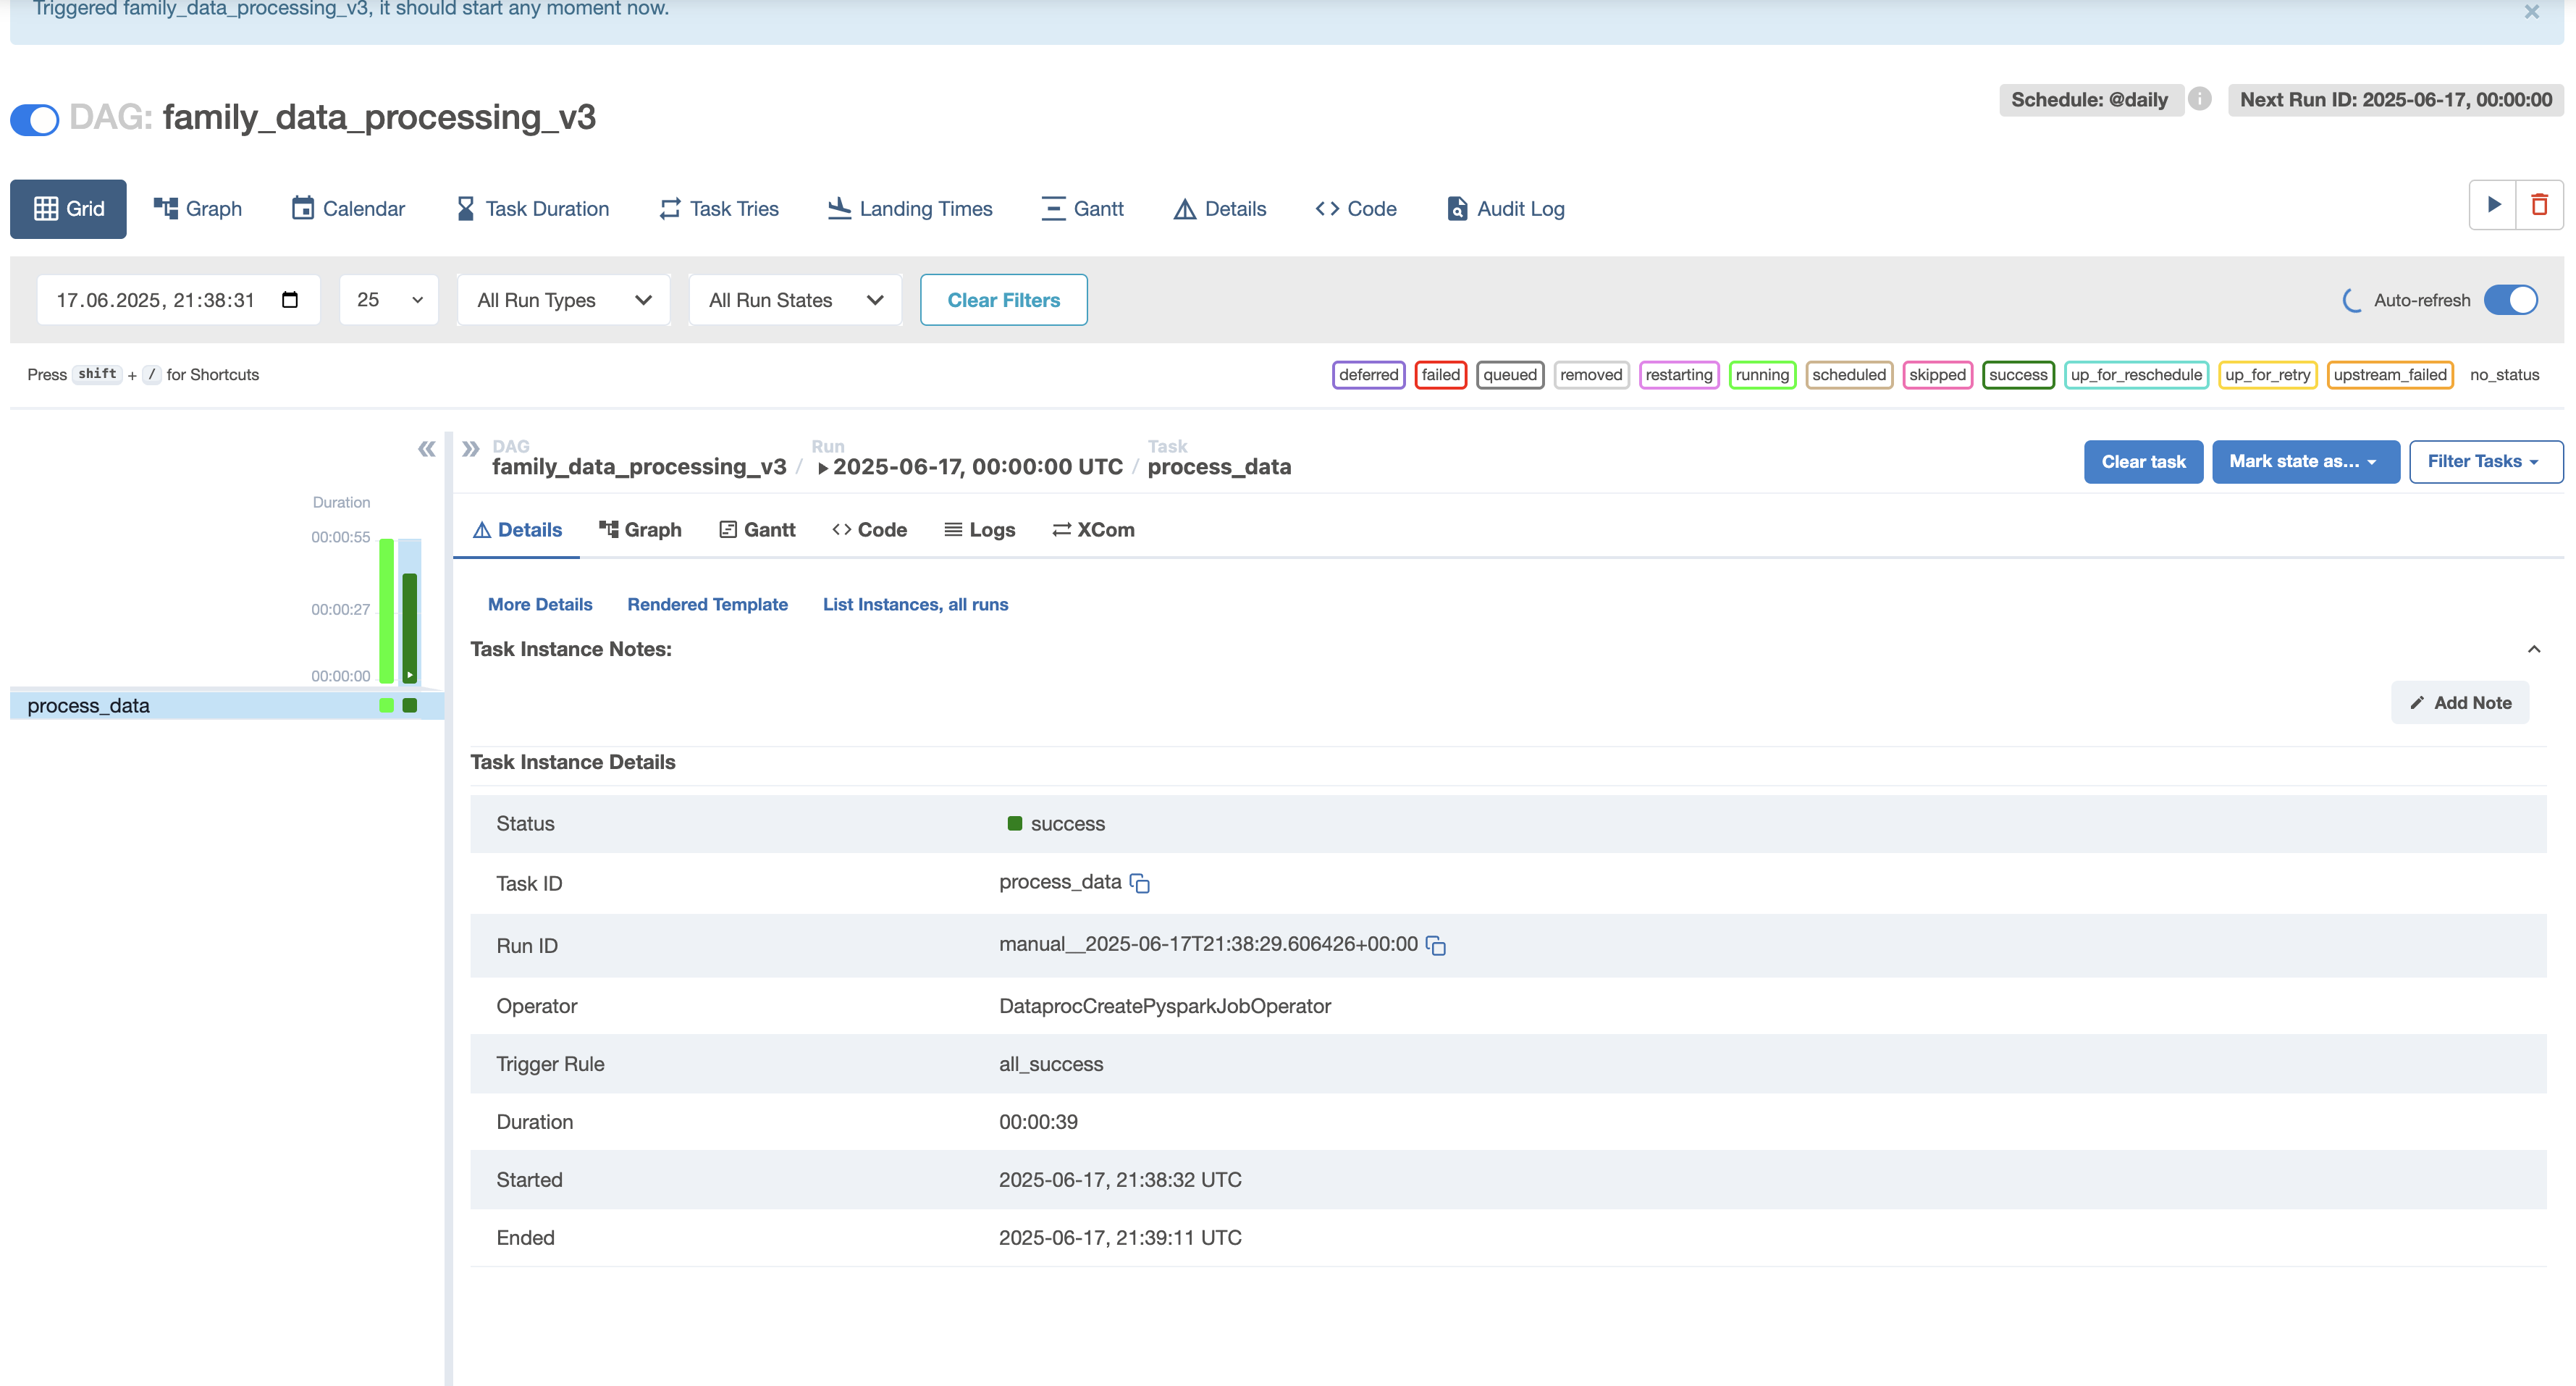 Triggered family_data_processing_v3, it should start any moment now.
×
DAG: family_data_processing_v3
Schedule: @daily
i
Next Run ID: 2025-06-17, 00:00:00
Grid
Graph
Calendar
Task Duration
Task Tries
Landing Times
Gantt
Details
Code
Audit Log
17.06.2025, 21:38:31
25
All Run Types
All Run States
Clear Filters
Auto-refresh
Press shift + / for Shortcuts
deferred
failed
queued
removed
restarting
running
scheduled
skipped
success
up_for_reschedule
up_for_retry
upstream_failed
no_status
DAG
family_data_processing_v3 /
Run
2025-06-17, 00:00:00 UTC /
Task
process_data
Clear task
Mark state as...
Filter Tasks
Duration
00:00:55
00:00:27
00:00:00
process_data
Details
Graph
Gantt
Code
Logs
XCom
More Details
Rendered Template
List Instances, all runs
Task Instance Notes:
Add Note
Task Instance Details
Status success
Task ID process_data
Run ID manual__2025-06-17T21:38:29.606426+00:00
Operator DataprocCreatePysparkJobOperator
Trigger Rule all_success
Duration 00:00:39
Started 2025-06-17, 21:38:32 UTC
Ended 2025-06-17, 21:39:11 UTC